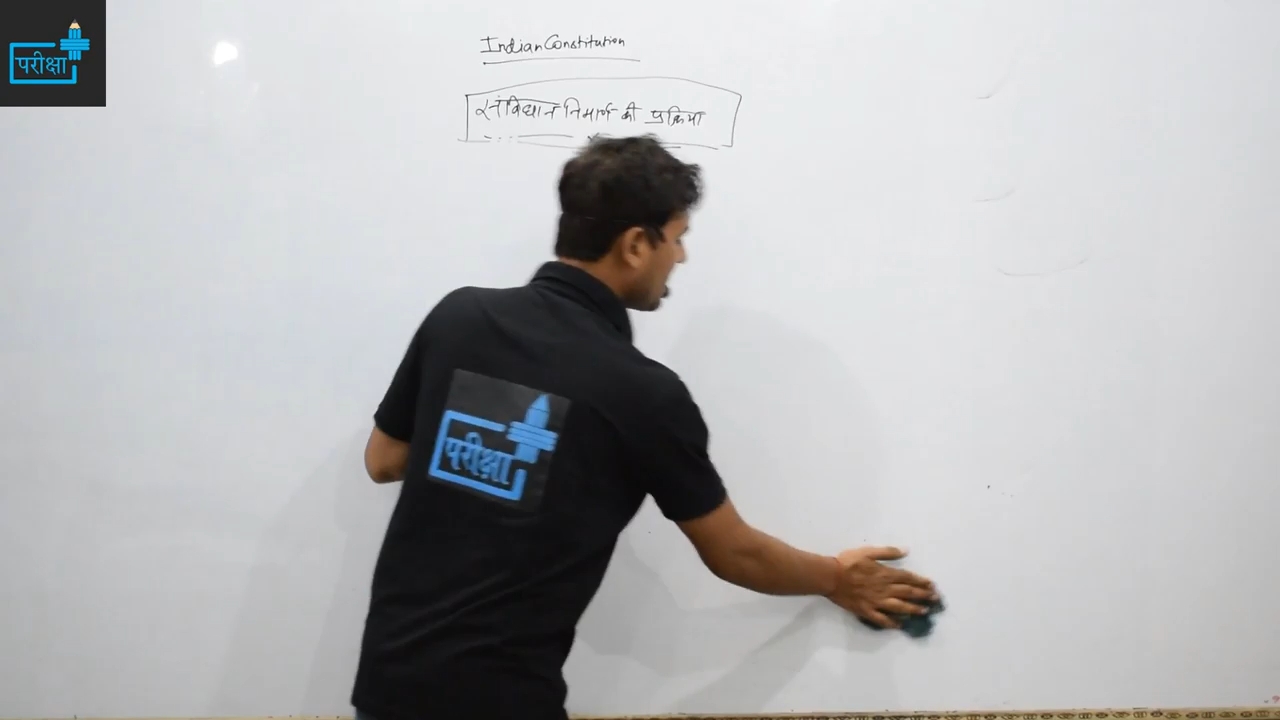 परीक्षा
Indian Constitution
संविधान निमार्ण की प्रक्रिया
परीक्षा